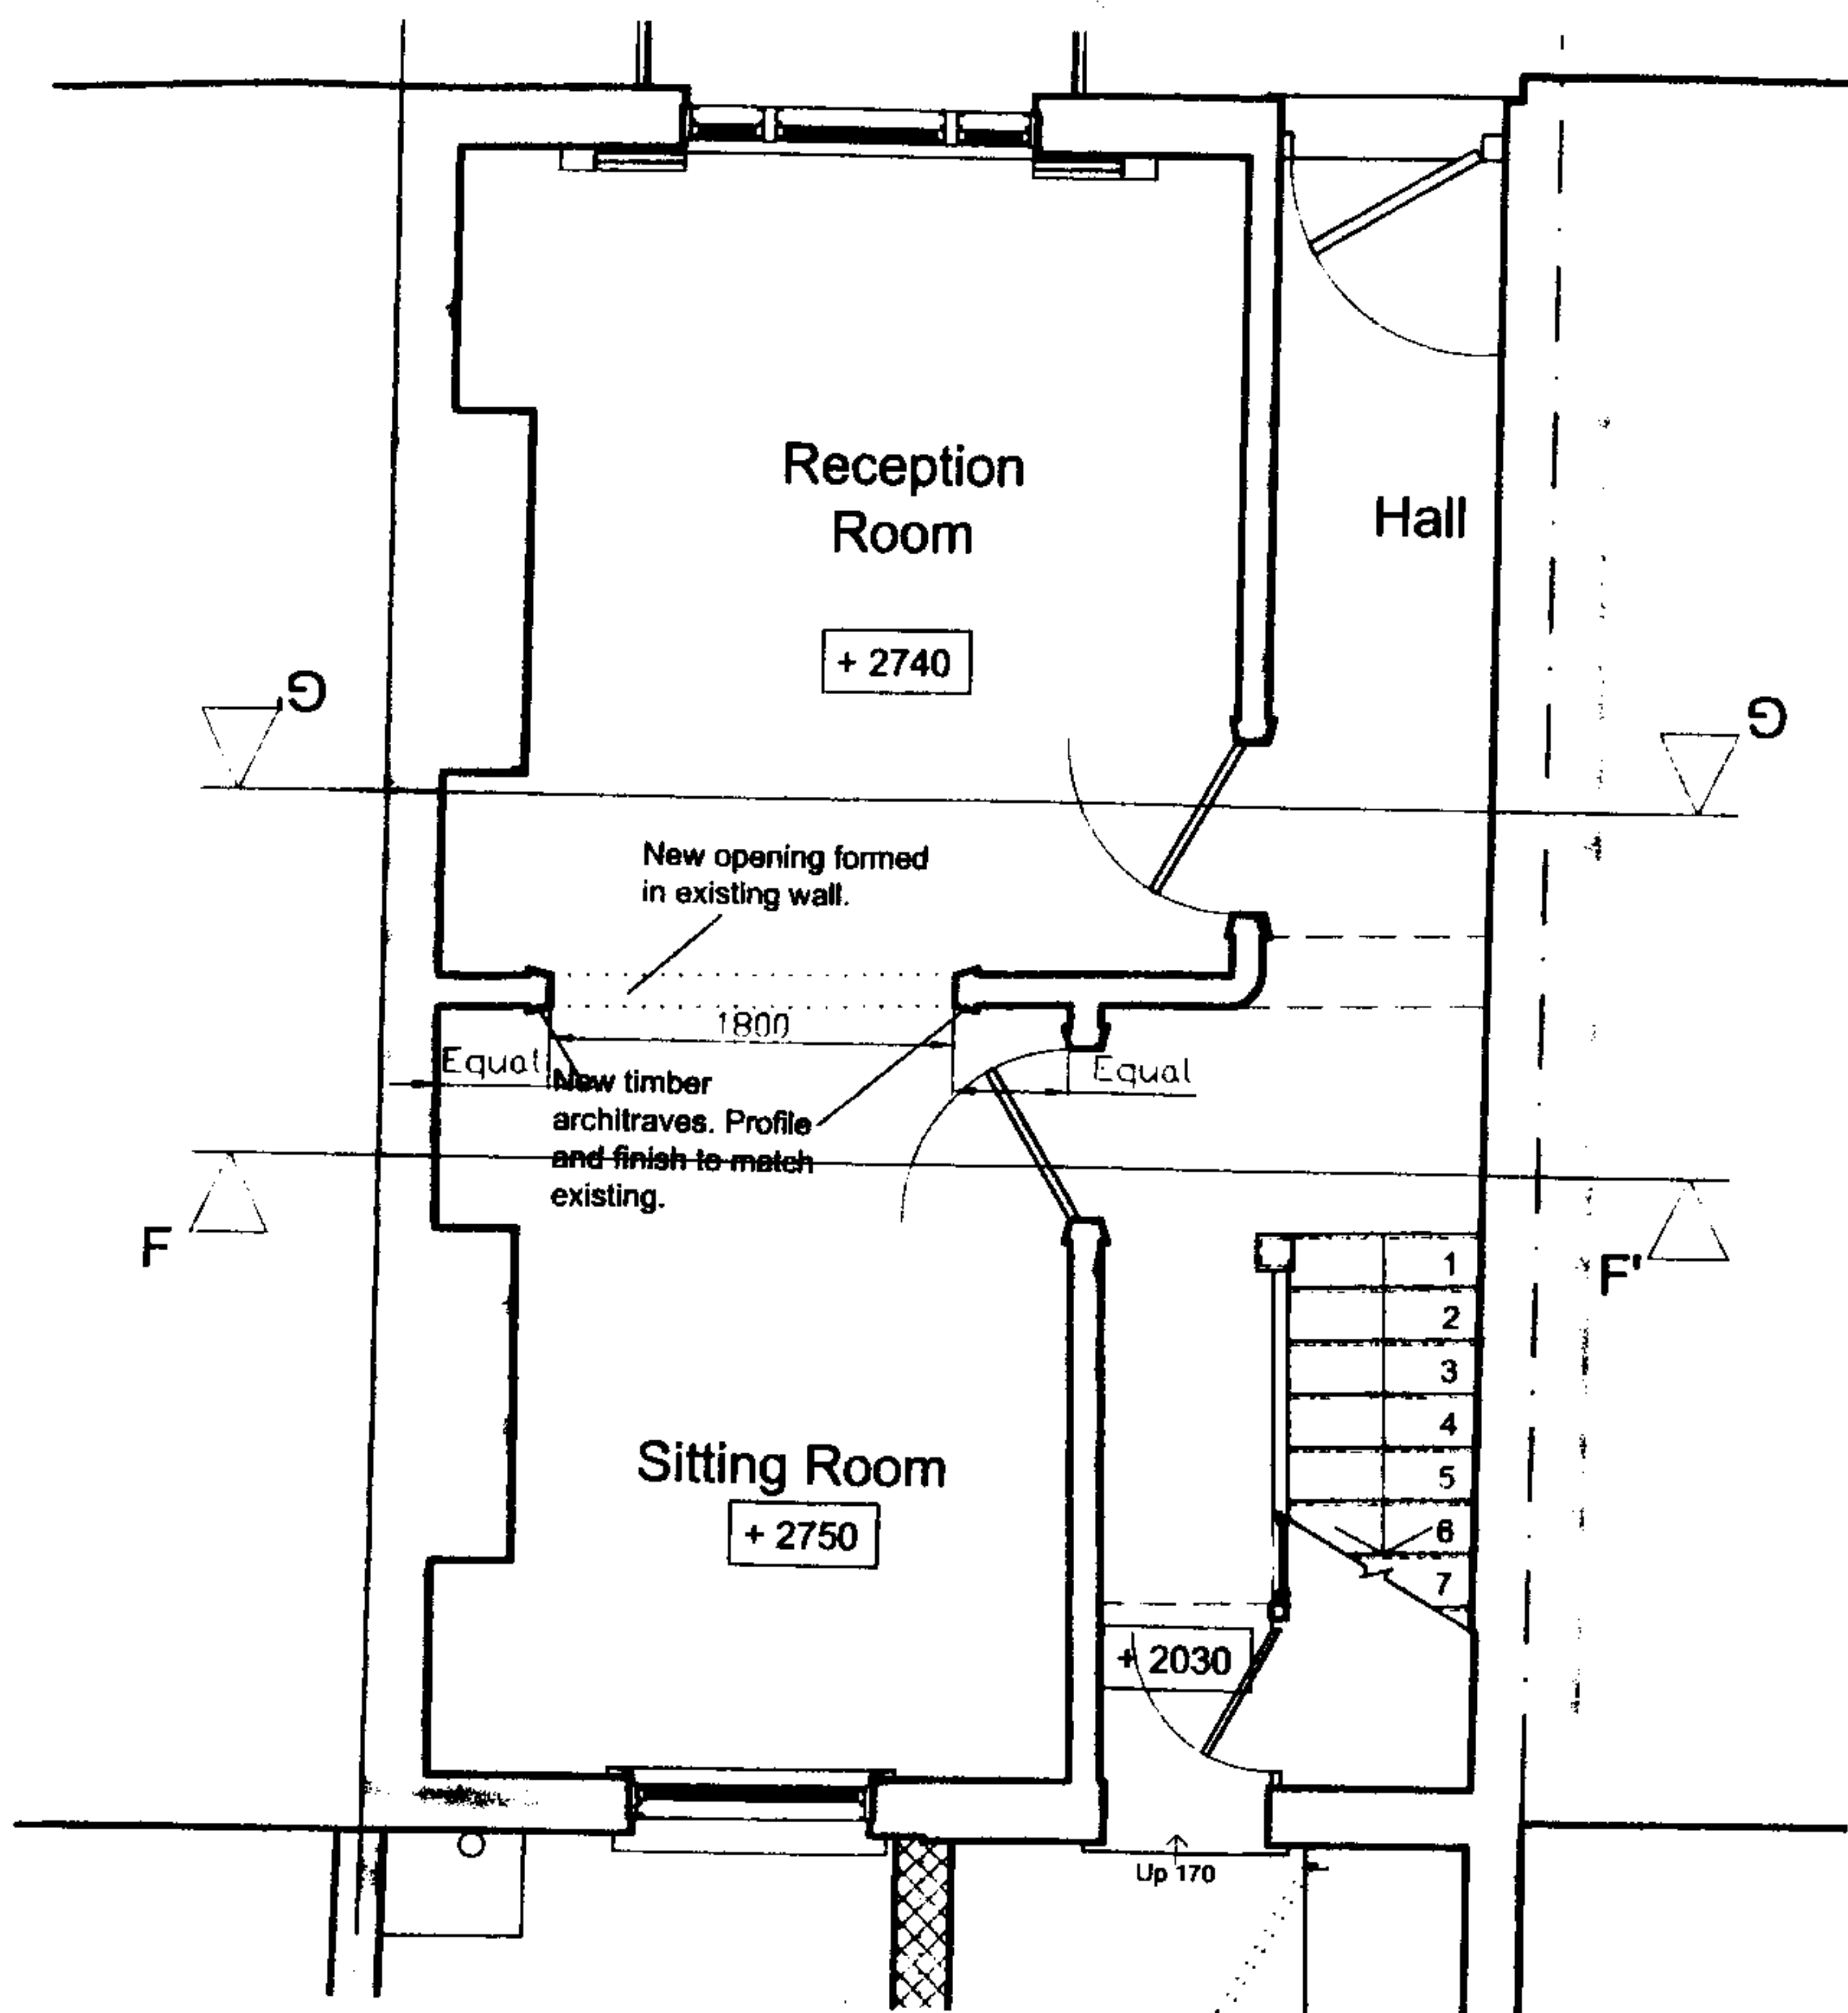 Reception
Room
Hall
+ 2740
G'
G
New opening formed
in existing wall.
1800
Equal
Equal
New timber
architraves. Profile
and finish to match
existing.
F
F'
1
2
3
4
5
6
7
Sitting Room
+ 2750
+ 2030
Up 170